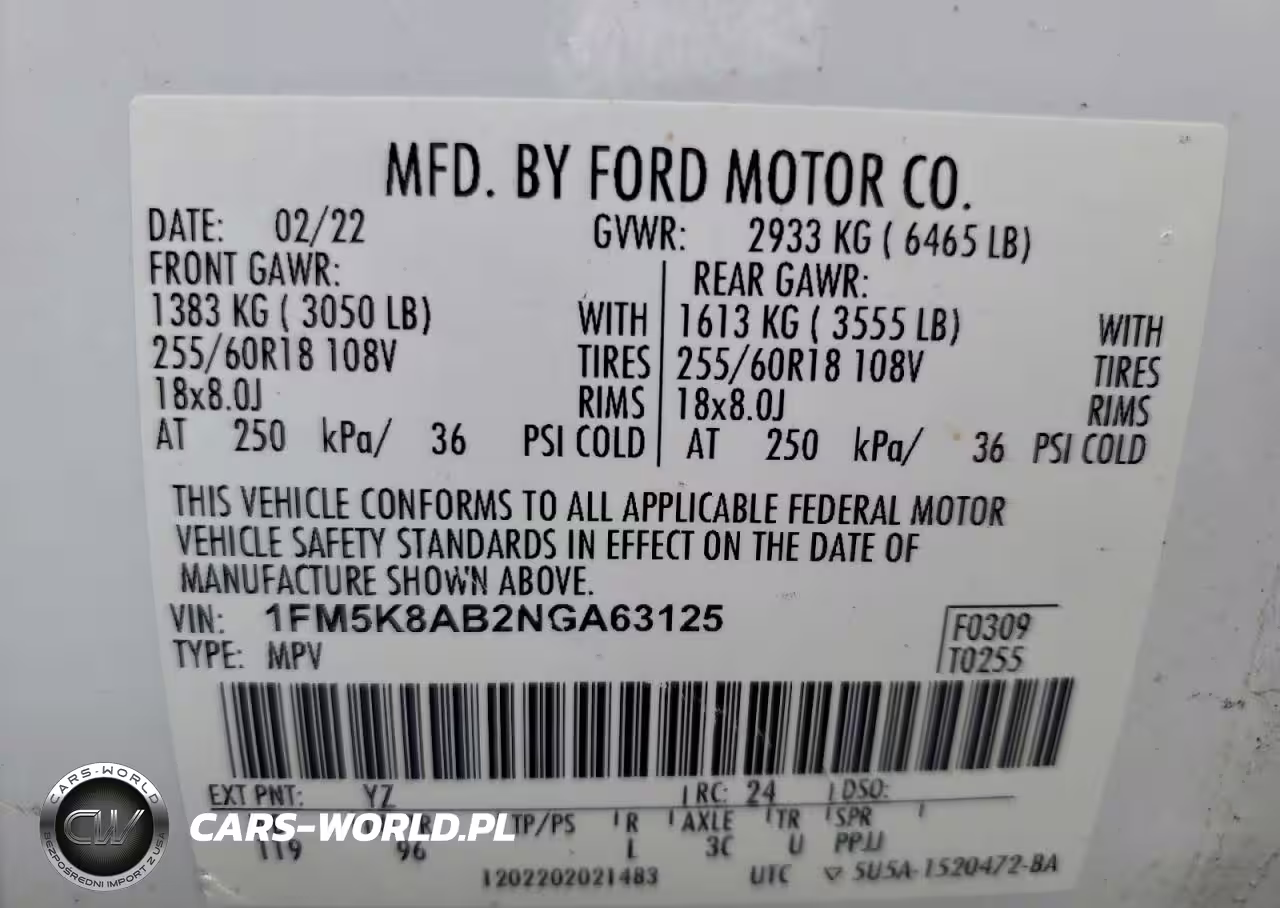 MFD. BY FORD MOTOR CO.
DATE: 02/22 GVWR: 2933 KG ( 6465 LB)
FRONT GAWR: REAR GAWR:
1383 KG ( 3050 LB) WITH 1613 KG ( 3555 LB) WITH
255/60R18 108V TIRES 255/60R18 108V TIRES
18x8.0J RIMS 18x8.0J RIMS
AT 250 kPa/ 36 PSI COLD AT 250 kPa/ 36 PSI COLD
THIS VEHICLE CONFORMS TO ALL APPLICABLE FEDERAL MOTOR
VEHICLE SAFETY STANDARDS IN EFFECT ON THE DATE OF
MANUFACTURE SHOWN ABOVE.
VIN: 1FM5K8AB2NGA63125
F0309
TYPE: MPV
T0255
EXT PNT: YZ RC: 24 DSO:
TP/PS R AXLE TR SPR
119 96 L 3C U PPJJ
1202202021483 UTC ▽ 5U5A-1520472-BA
CARS-WORLD
CW
BEZPOŚREDNI IMPORT Z USA
CARS-WORLD.PL